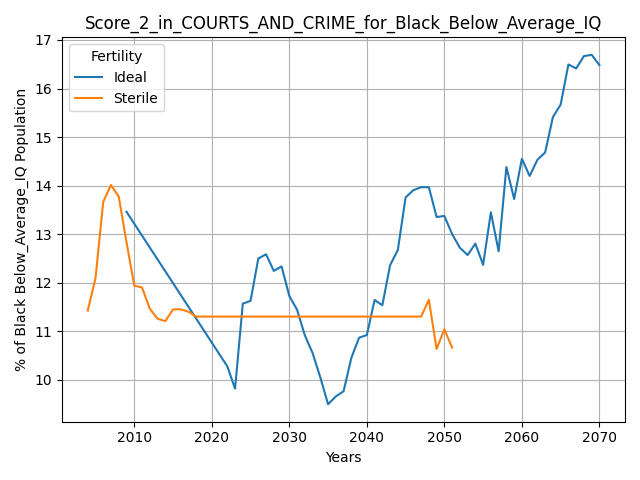 Score_2_in_COURTS_AND_CRIME_for_Black_Below_Average_IQ
% of Black Below_Average_IQ Population
17
16
15
14
13
12
11
10
Fertility
Ideal
Sterile
2010 2020 2030 2040 2050 2060 2070
Years